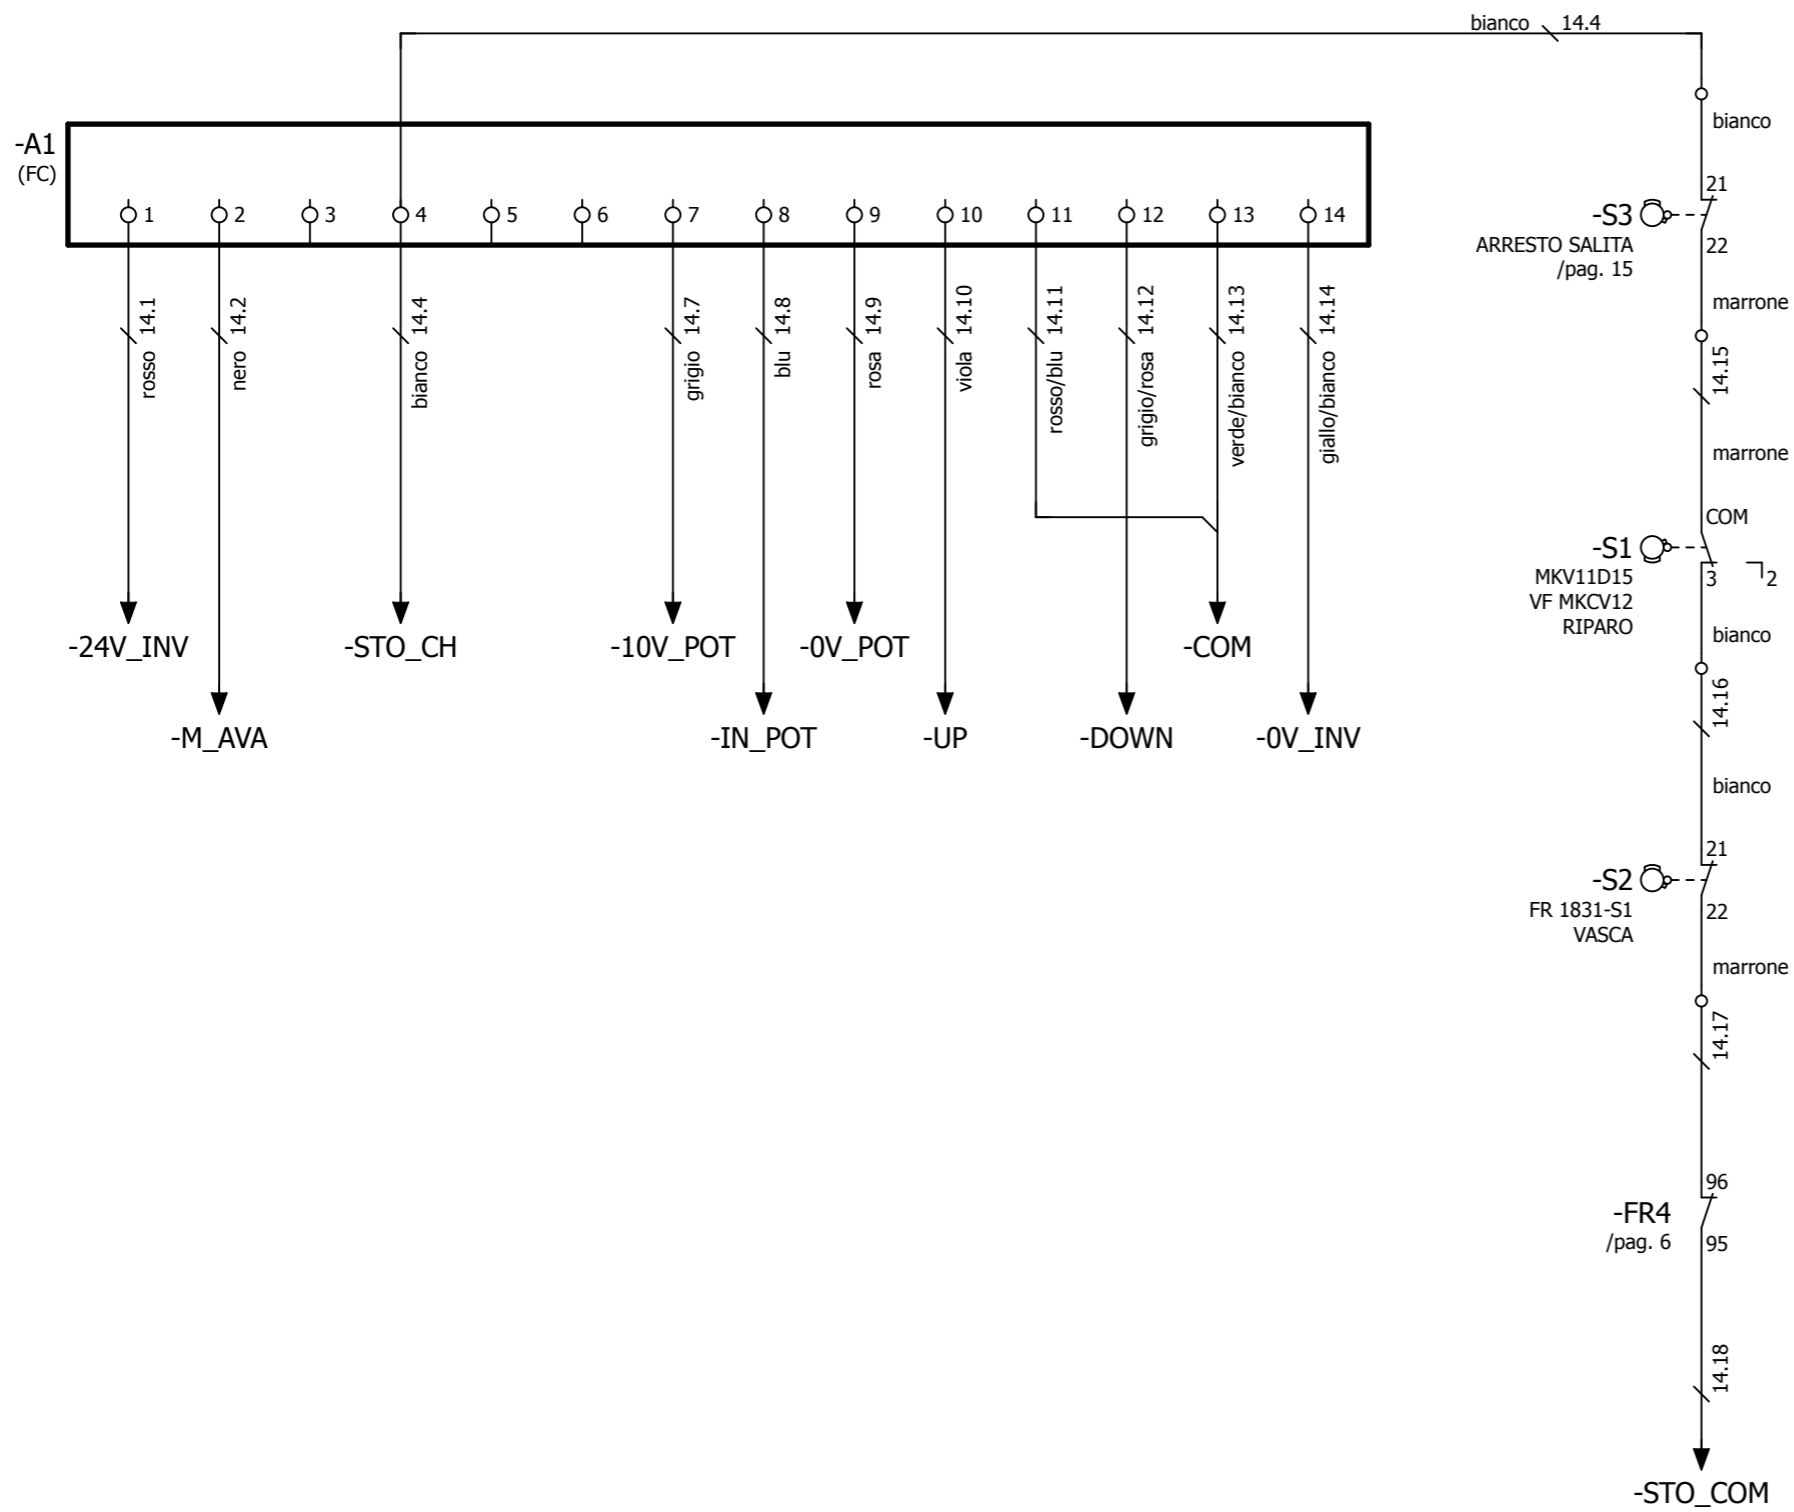 bianco 14.4
bianco
-A1
(FC)
1 2 3 4 5 6 7 8 9 10 11 12 13 14
21
-S3
ARRESTO SALITA
/pag. 15
22
marrone
14.1 14.2 14.4 14.7 14.8 14.9 14.10 14.11 14.12 14.13 14.14
rosso nero bianco grigio blu rosa viola rosso/blu grigio/rosa verde/bianco giallo/bianco
14.15
marrone
COM
-S1
MKV11D15
VF MKCV12
RIPARO
3 2
bianco
-24V_INV -STO_CH -10V_POT -0V_POT -COM
-M_AVA -IN_POT -UP -DOWN -0V_INV
14.16
bianco
21
-S2
FR 1831-S1
VASCA
22
marrone
14.17
96
-FR4
/pag. 6
95
14.18
-STO_COM